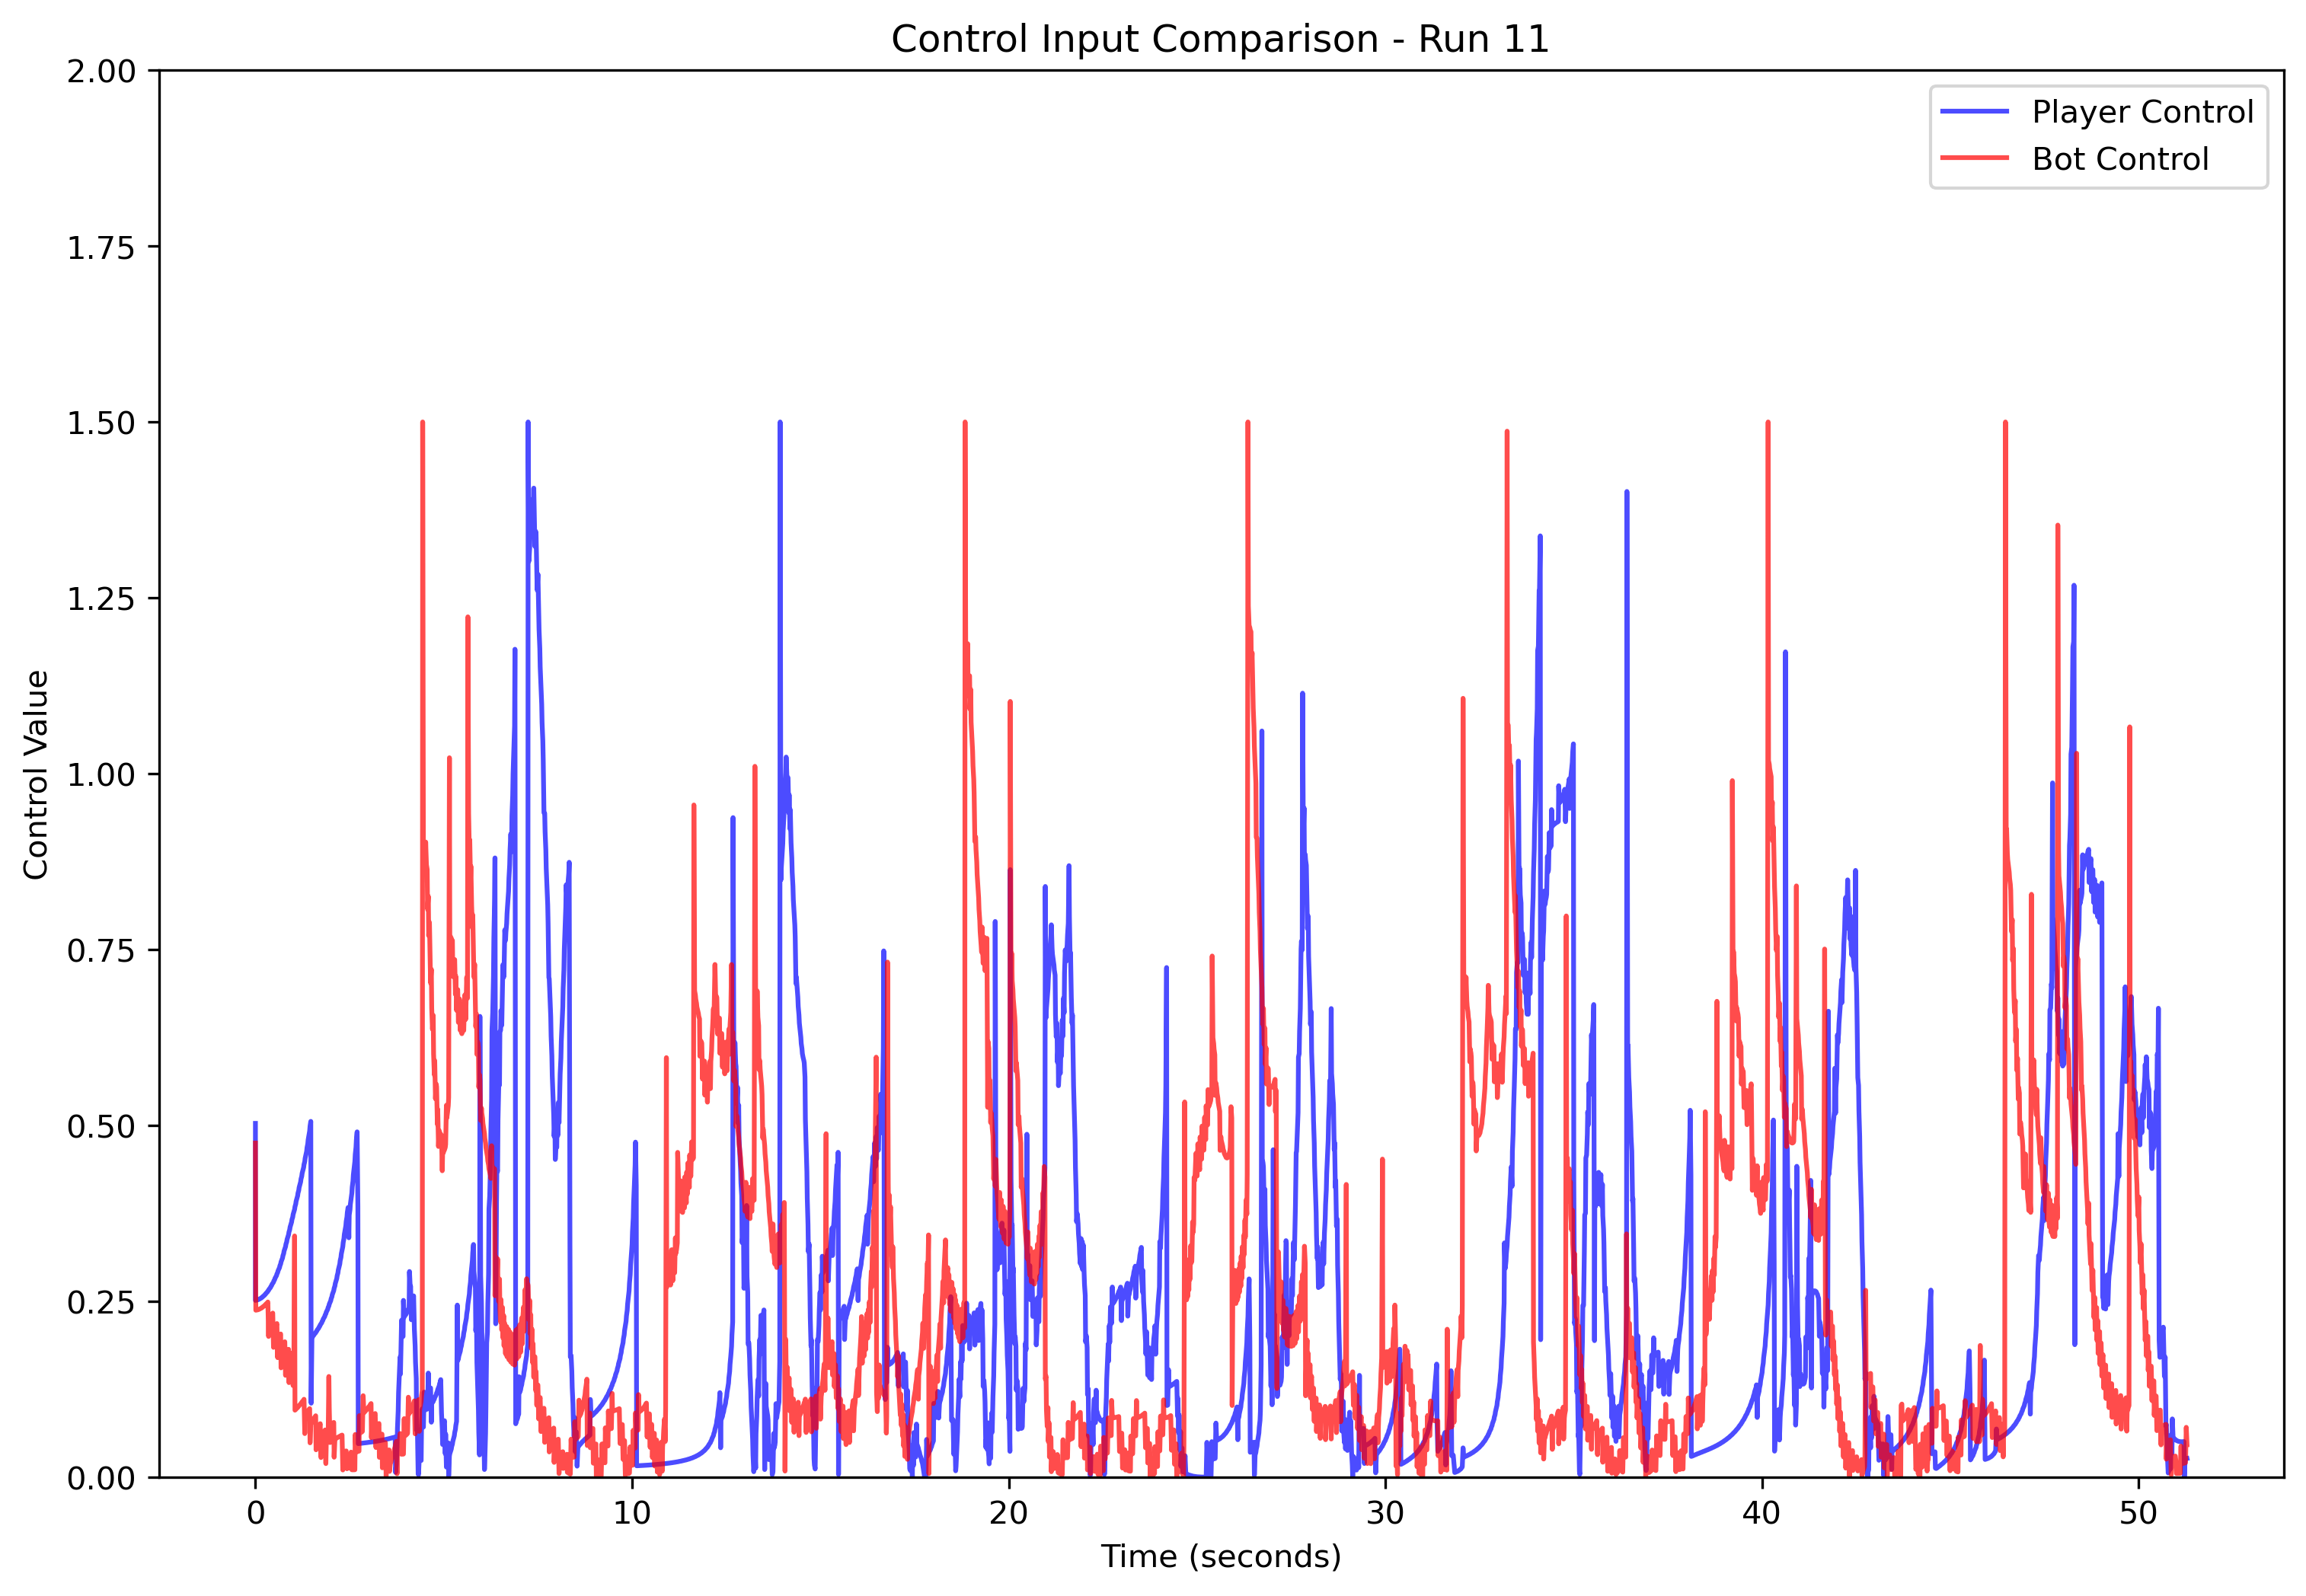 Control Input Comparison - Run 11
Player Control
Bot Control
Control Value
2.00
1.75
1.50
1.25
1.00
0.75
0.50
0.25
0.00
0 10 20 30 40 50
Time (seconds)